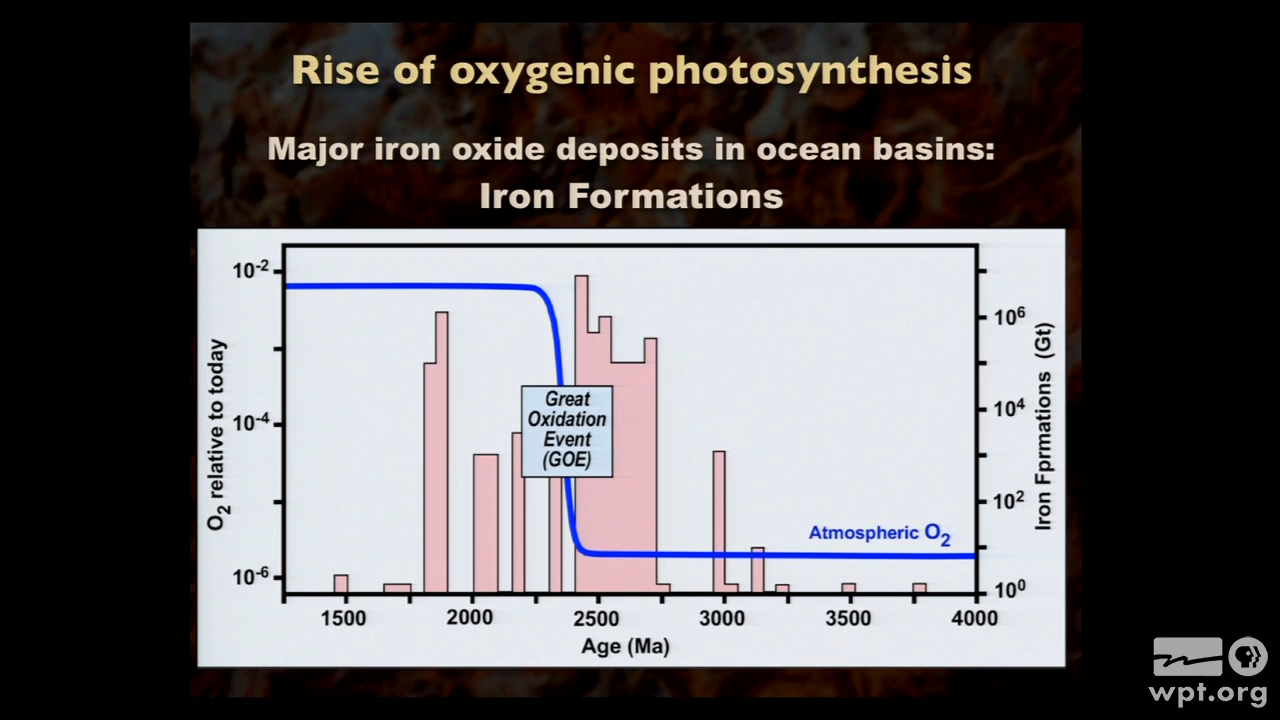 Rise of oxygenic photosynthesis
Major iron oxide deposits in ocean basins:
Iron Formations
10-2
10-4
10-6
O2 relative to today
Great
Oxidation
Event
(GOE)
Atmospheric O2
106
104
102
100
Iron Fprmations (Gt)
1500 2000 2500 3000 3500 4000
Age (Ma)
wpt.org